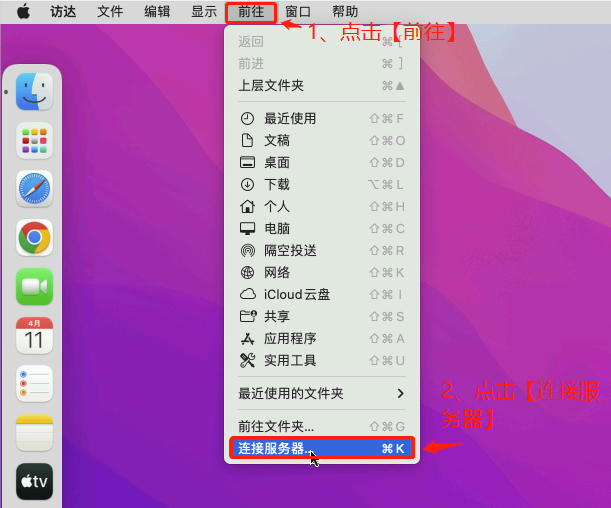 访达 文件 编辑 显示 前往 窗口 帮助
1、点击【前往】
返回 ⌘[
前进 ⌘]
上层文件夹 ⌘▲
最近使用 ⇧⌘F
文稿 ⇧⌘O
桌面 ⇧⌘D
下载 ⌥⌘L
个人 ⇧⌘H
电脑 ⇧⌘C
隔空投送 ⇧⌘R
网络 ⇧⌘K
iCloud云盘 ⇧⌘I
共享 ⇧⌘S
应用程序 ⇧⌘A
实用工具 ⇧⌘U
最近使用的文件夹
前往文件夹... ⇧⌘G
连接服务器... ⌘K
2、点击【连接服
务器】
4月
11
tv